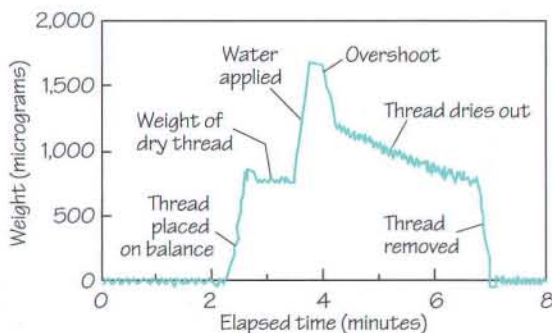 Weight (micrograms)
2,000
1,500
1,000
500
0
Water
applied
Overshoot
Weight of
dry thread
Thread dries out
Thread
placed
on balance
Thread
removed
0
2
4
6
8
Elapsed time (minutes)